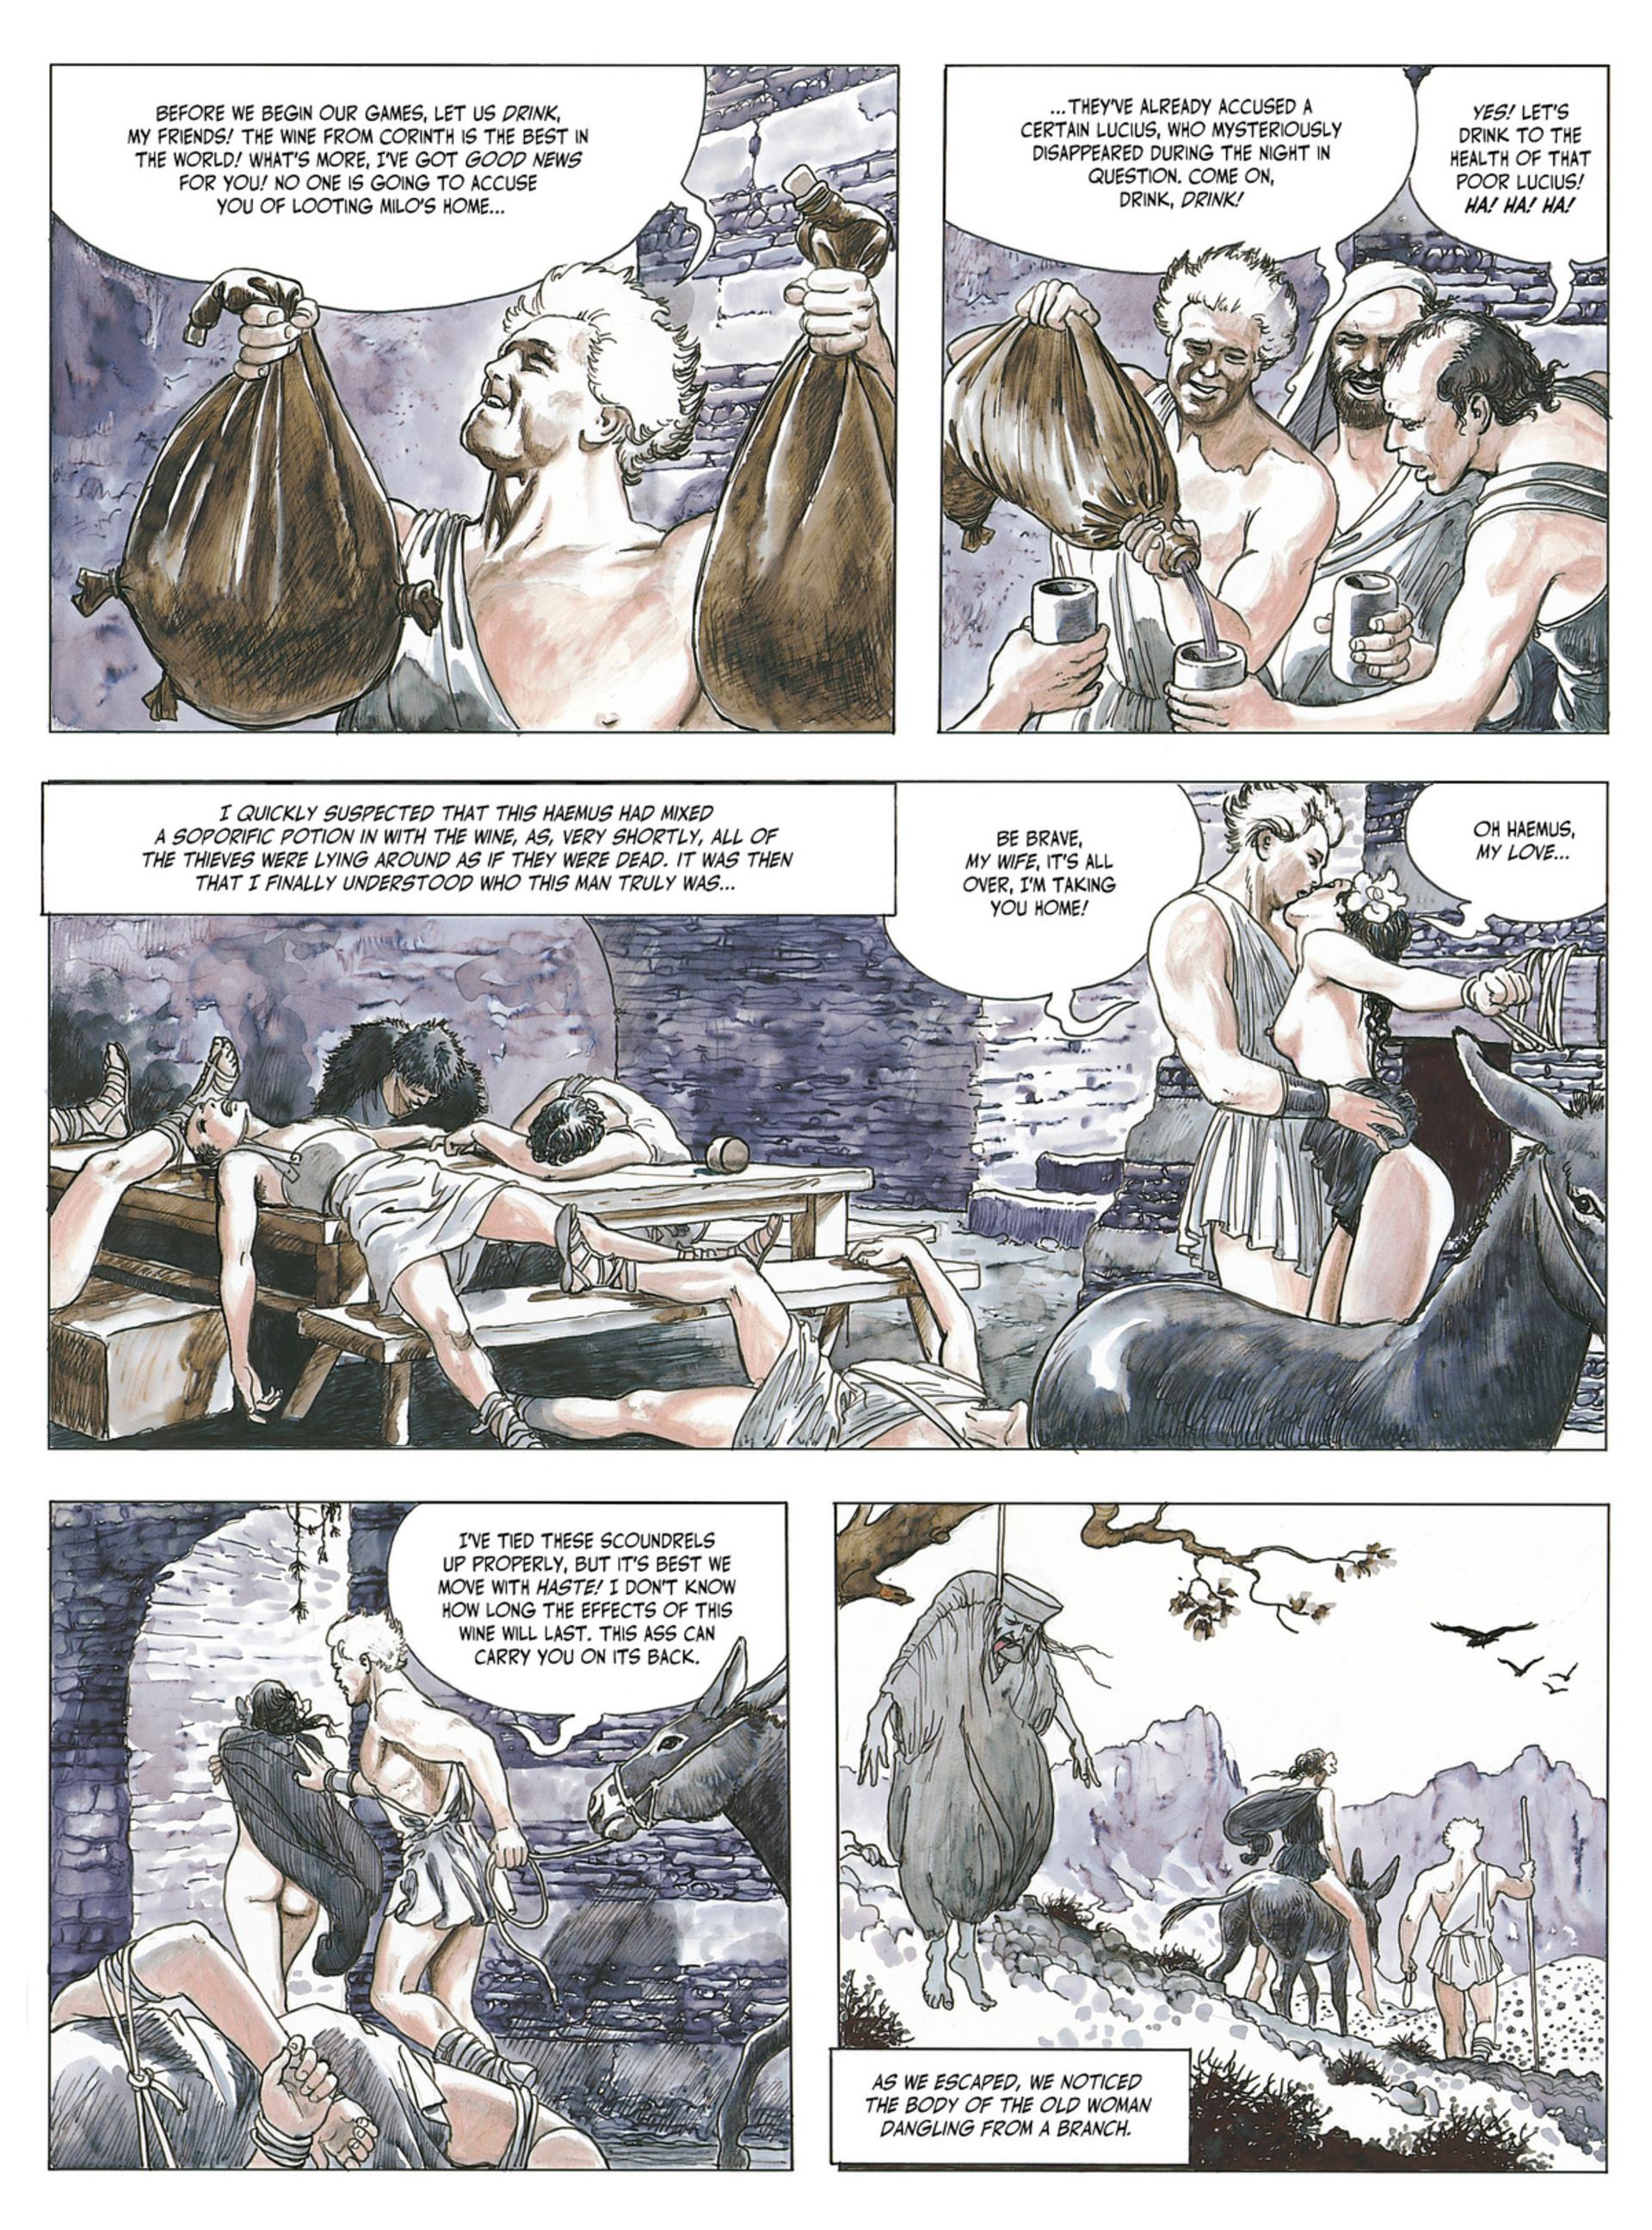 BEFORE WE BEGIN OUR GAMES, LET US DRINK,
MY FRIENDS! THE WINE FROM CORINTH IS THE BEST IN
THE WORLD! WHAT'S MORE, I'VE GOT GOOD NEWS
FOR YOU! NO ONE IS GOING TO ACCUSE
YOU OF LOOTING MILO'S HOME...
...THEY'VE ALREADY ACCUSED A
CERTAIN LUCIUS, WHO MYSTERIOUSLY
DISAPPEARED DURING THE NIGHT IN
QUESTION. COME ON,
DRINK, DRINK!
YES! LET'S
DRINK TO THE
HEALTH OF THAT
POOR LUCIUS!
HA! HA! HA!
I QUICKLY SUSPECTED THAT THIS HAEMUS HAD MIXED
A SOPORIFIC POTION IN WITH THE WINE, AS, VERY SHORTLY, ALL OF
THE THIEVES WERE LYING AROUND AS IF THEY WERE DEAD. IT WAS THEN
THAT I FINALLY UNDERSTOOD WHO THIS MAN TRULY WAS...
BE BRAVE,
MY WIFE, IT'S ALL
OVER, I'M TAKING
YOU HOME!
OH HAEMUS,
MY LOVE...
I'VE TIED THESE SCOUNDRELS
UP PROPERLY, BUT IT'S BEST WE
MOVE WITH HASTE! I DON'T KNOW
HOW LONG THE EFFECTS OF THIS
WINE WILL LAST. THIS ASS CAN
CARRY YOU ON ITS BACK.
AS WE ESCAPED, WE NOTICED
THE BODY OF THE OLD WOMAN
DANGLING FROM A BRANCH.